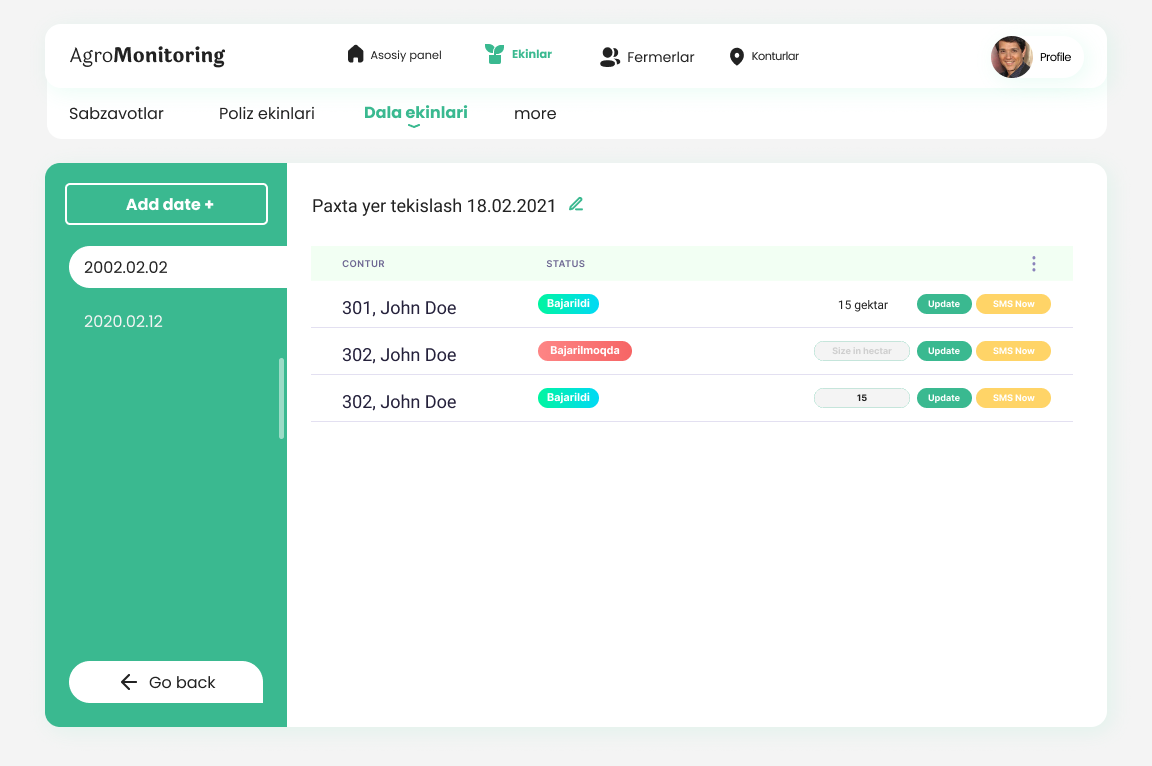 AgroMonitoring
Asosiy panel
Ekinlar
Fermerlar
Konturlar
Profile
Sabzavotlar
Poliz ekinlari
Dala ekinlari
more
Add date +
2002.02.02
2020.02.12
Go back
Paxta yer tekislash 18.02.2021
CONTUR STATUS
301, John Doe Bajarildi 15 gektar Update SMS Now
302, John Doe Bajarilmoqda Size in hectar Update SMS Now
302, John Doe Bajarildi 15 Update SMS Now